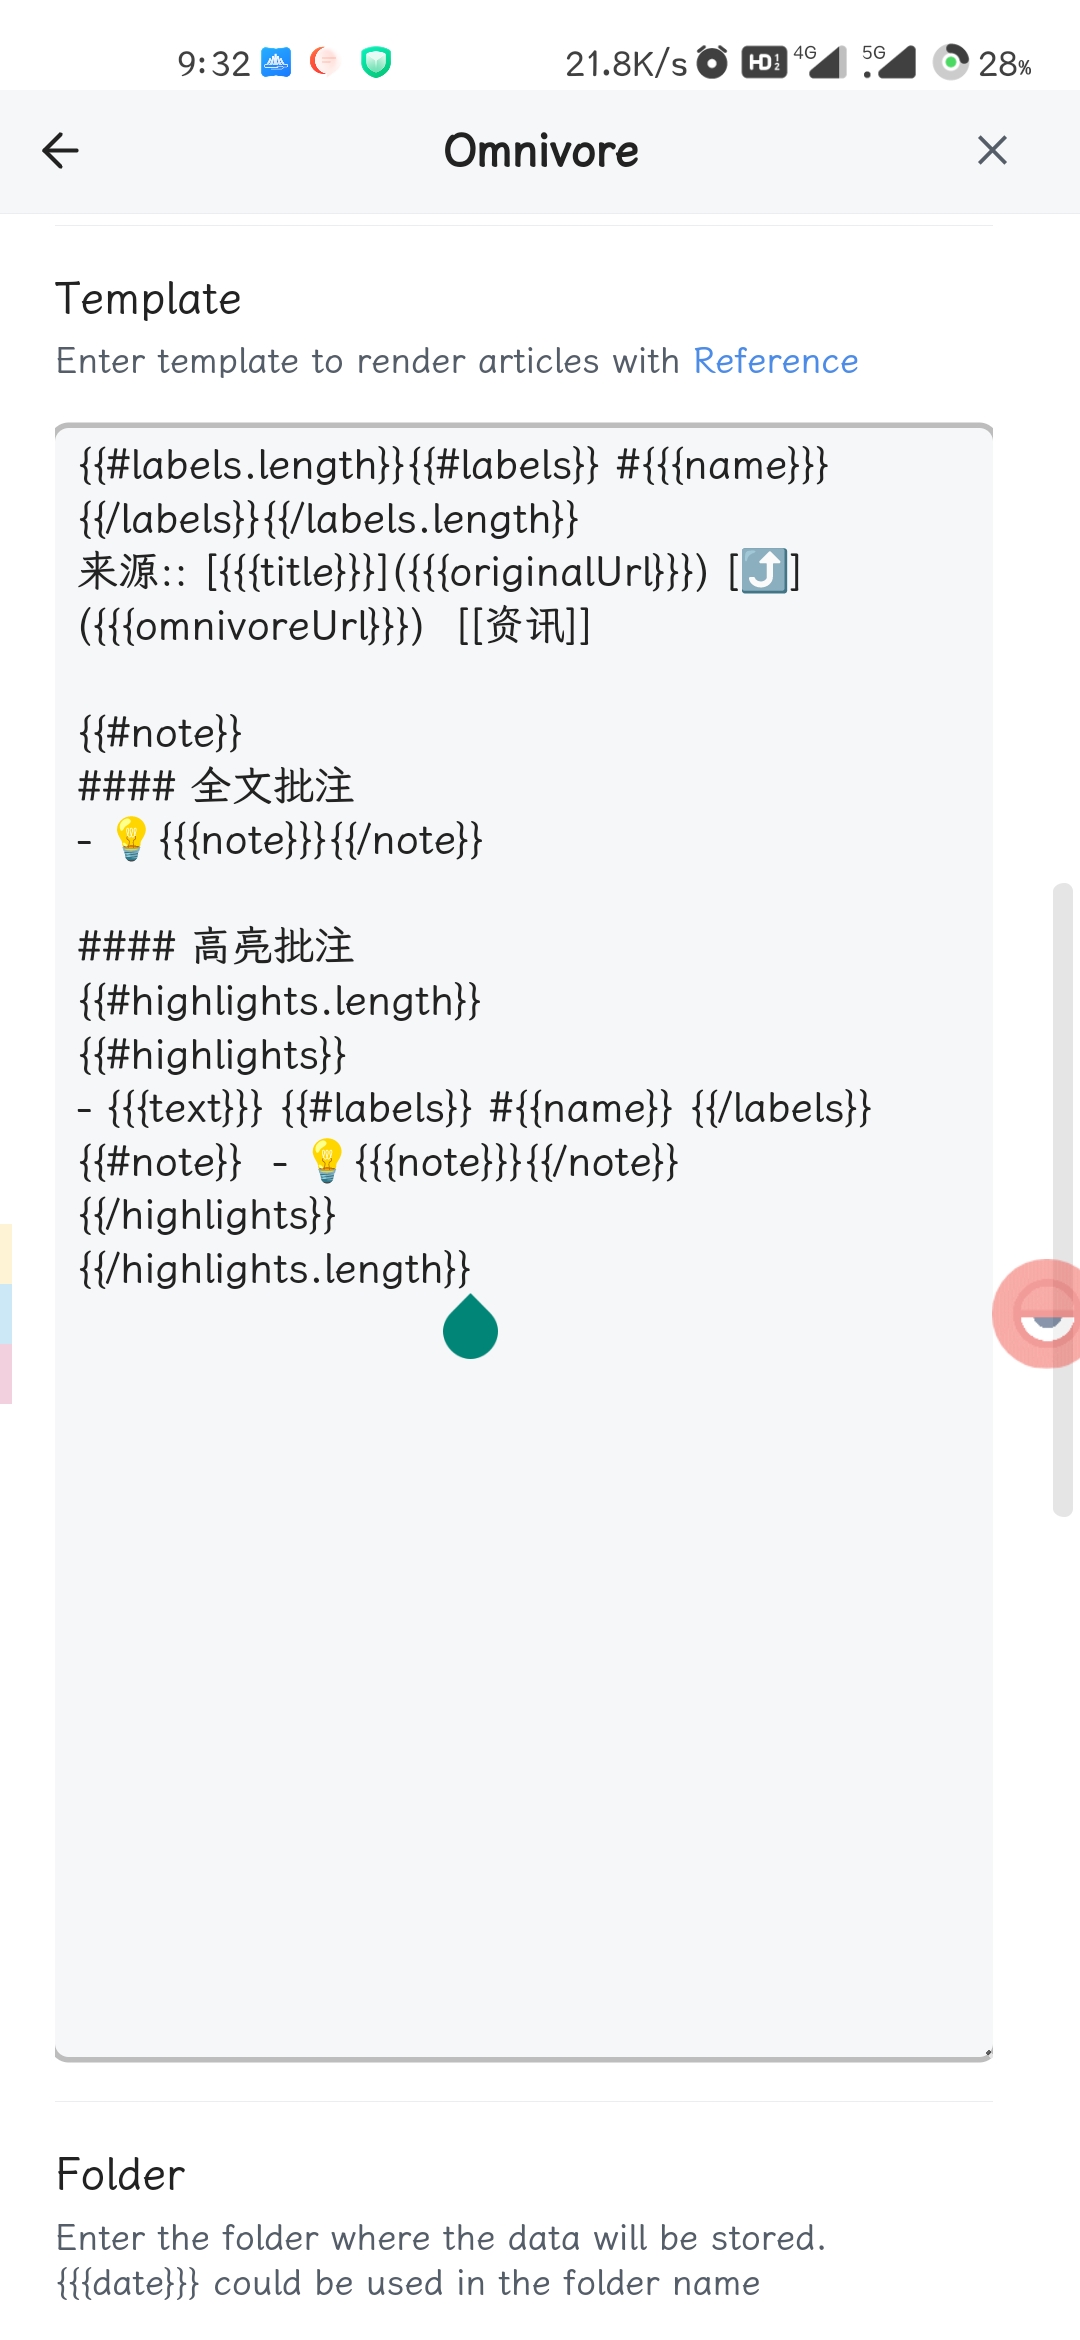 9:32 21.8K/s HD 1 2 4G 5G 28%
Omnivore
Template
Enter template to render articles with Reference
{{#labels.length}}{{#labels}} #{{{name}}}
{{/labels}}{{/labels.length}}
来源:: [{{{title}}}]({{{originalUrl}}}) [⤴️]
({{{omnivoreUrl}}})  [[资讯]]
{{#note}}
#### 全文批注
- 💡{{{note}}}{{/note}}
#### 高亮批注
{{#highlights.length}}
{{#highlights}}
- {{{text}}} {{#labels}} #{{name}} {{/labels}}
{{#note}}  - 💡{{{note}}}{{/note}}
{{/highlights}}
{{/highlights.length}}
Folder
Enter the folder where the data will be stored.
{{{date}}} could be used in the folder name